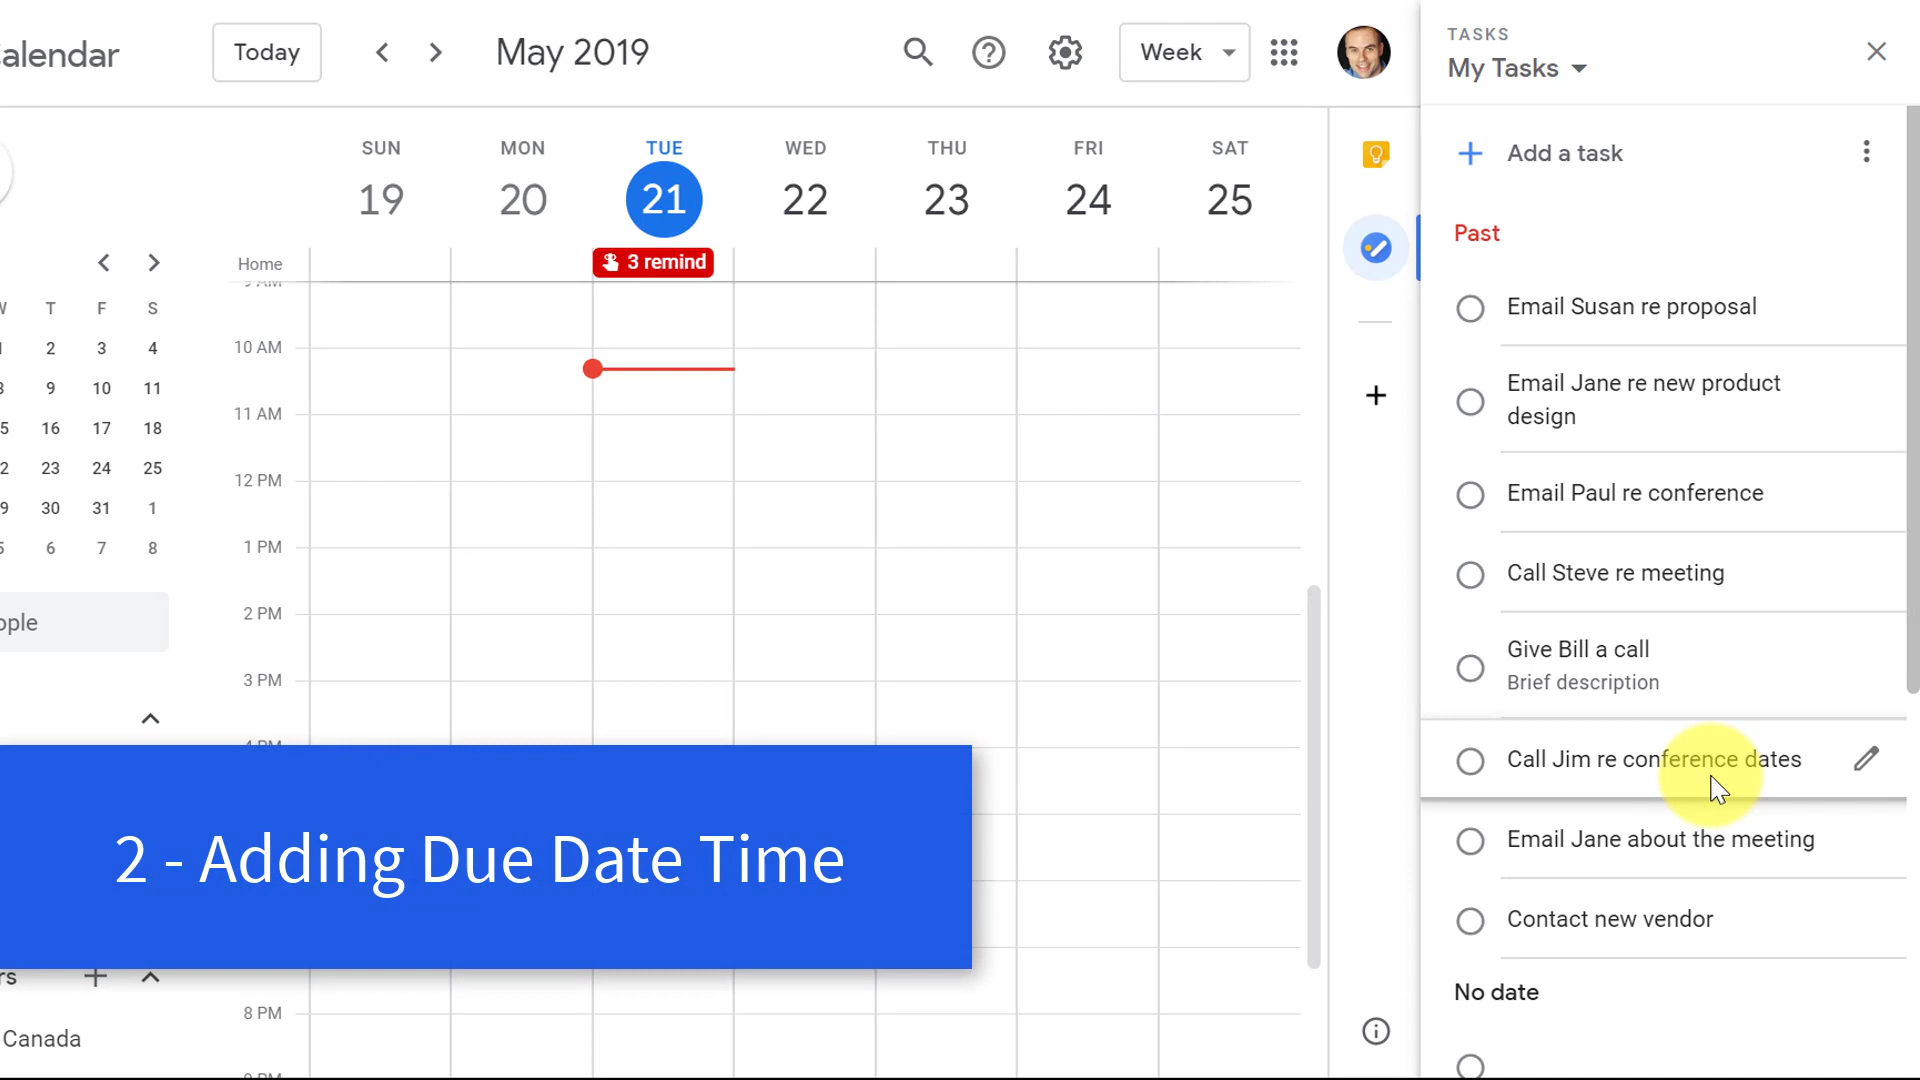 alendar
Today
May 2019
Week
TASKS
My Tasks
SUN MON TUE WED THU FRI SAT
19 20 21 22 23 24 25
Home
3 remind
10 AM
11 AM
12 PM
1 PM
2 PM
3 PM
8 PM
T F S
2 3 4
9 10 11
16 17 18
23 24 25
30 31 1
6 7 8
ople
rs
Canada
2 - Adding Due Date Time
Add a task
Past
Email Susan re proposal
Email Jane re new product
design
Email Paul re conference
Call Steve re meeting
Give Bill a call
Brief description
Call Jim re conference dates
Email Jane about the meeting
Contact new vendor
No date